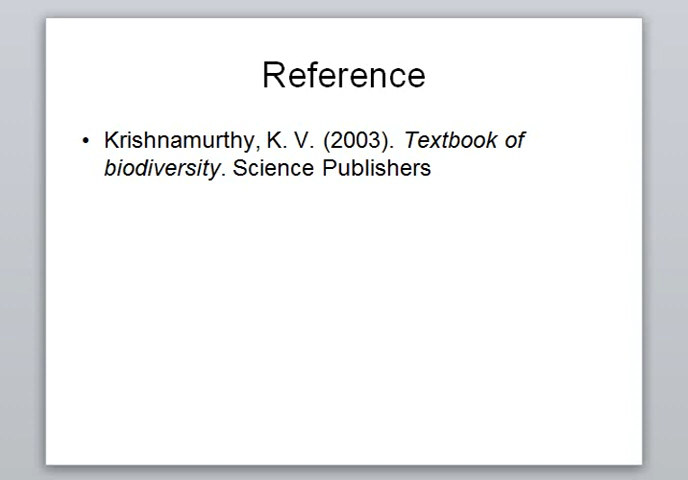 Reference
• Krishnamurthy, K. V. (2003). Textbook of
biodiversity. Science Publishers